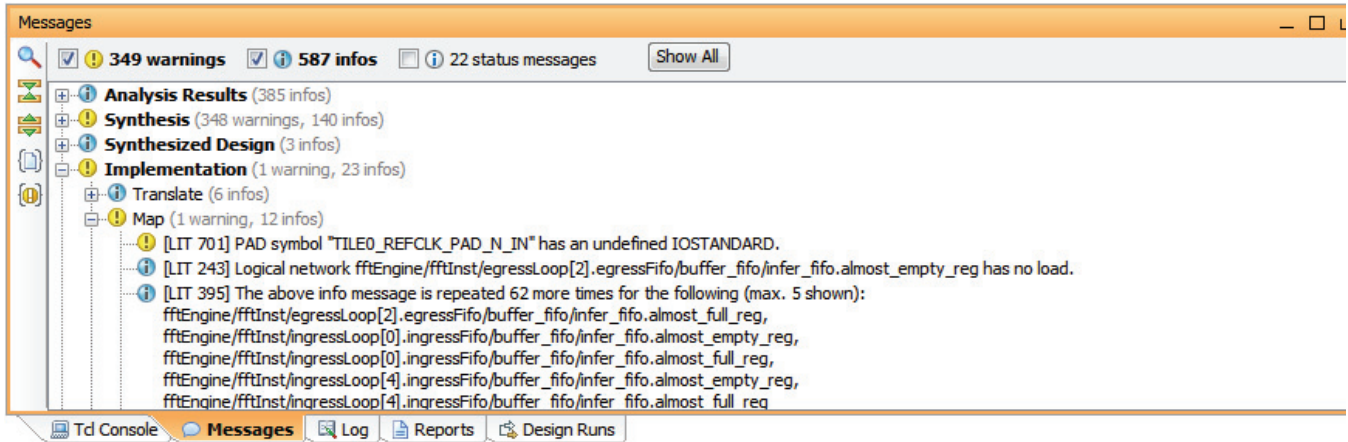 Messages
349 warnings 587 infos 22 status messages Show All
Analysis Results (385 infos)
Synthesis (348 warnings, 140 infos)
Synthesized Design (3 infos)
Implementation (1 warning, 23 infos)
Translate (6 infos)
Map (1 warning, 12 infos)
[LIT 701] PAD symbol "TILE0_REFCLK_PAD_N_IN" has an undefined IOSTANDARD.
[LIT 243] Logical network fftEngine/fftInst/egressLoop[2].egressFifo/buffer_fifo/infer_fifo.almost_empty_reg has no load.
[LIT 395] The above info message is repeated 62 more times for the following (max. 5 shown):
fftEngine/fftInst/egressLoop[2].egressFifo/buffer_fifo/infer_fifo.almost_full_reg,
fftEngine/fftInst/ingressLoop[0].ingressFifo/buffer_fifo/infer_fifo.almost_empty_reg,
fftEngine/fftInst/ingressLoop[0].ingressFifo/buffer_fifo/infer_fifo.almost_full_reg,
fftEngine/fftInst/ingressLoop[4].ingressFifo/buffer_fifo/infer_fifo.almost_empty_reg,
fftEngine/fftInst/ingressLoop[4].ingressFifo/buffer_fifo/infer_fifo.almost_full_reg
Tcl Console Messages Log Reports Design Runs